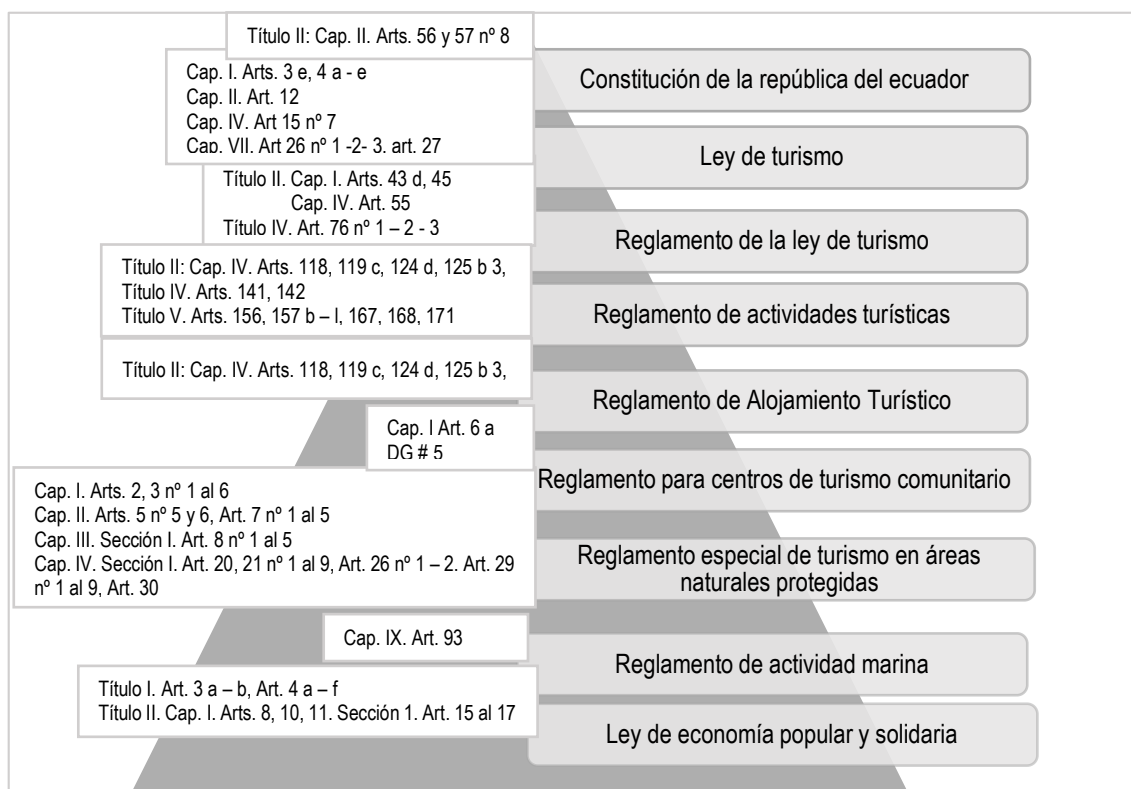 Título II: Cap. II. Arts. 56 y 57 nº 8
Constitución de la república del ecuador
Cap. I. Arts. 3 e, 4 a - e
Cap. II. Art. 12
Cap. IV. Art 15 nº 7
Cap. VII. Art 26 nº 1 -2- 3. art. 27
Ley de turismo
Título II. Cap. I. Arts. 43 d, 45
Cap. IV. Art. 55
Título IV. Art. 76 nº 1 – 2 - 3
Reglamento de la ley de turismo
Título II: Cap. IV. Arts. 118, 119 c, 124 d, 125 b 3,
Título IV. Arts. 141, 142
Título V. Arts. 156, 157 b – l, 167, 168, 171
Reglamento de actividades turísticas
Título II: Cap. IV. Arts. 118, 119 c, 124 d, 125 b 3,
Reglamento de Alojamiento Turístico
Cap. I Art. 6 a
DG # 5
Reglamento para centros de turismo comunitario
Cap. I. Arts. 2, 3 nº 1 al 6
Cap. II. Arts. 5 nº 5 y 6, Art. 7 nº 1 al 5
Cap. III. Sección I. Art. 8 nº 1 al 5
Cap. IV. Sección I. Art. 20, 21 nº 1 al 9, Art. 26 nº 1 – 2. Art. 29
nº 1 al 9, Art. 30
Reglamento especial de turismo en áreas
naturales protegidas
Cap. IX. Art. 93
Reglamento de actividad marina
Título I. Art. 3 a – b, Art. 4 a – f
Título II. Cap. I. Arts. 8, 10, 11. Sección 1. Art. 15 al 17
Ley de economía popular y solidaria